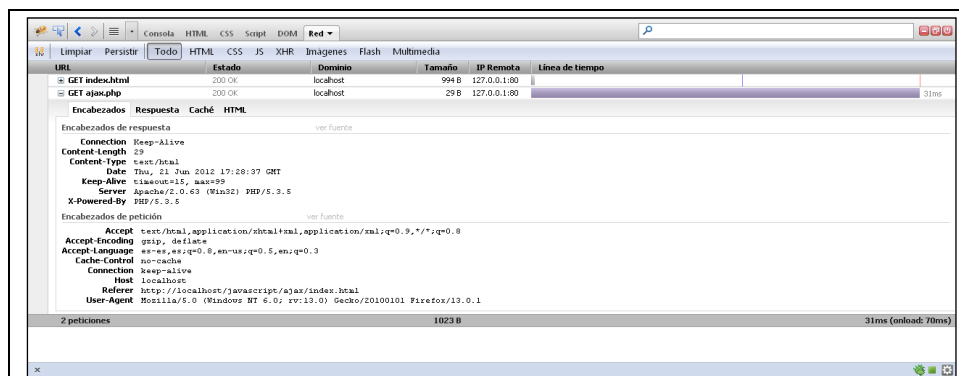 Consola HTML CSS Script DOM Red
Limpiar Persistir Todo HTML CSS JS XHR Imágenes Flash Multimedia
URL Estado Dominio Tamaño IP Remota Línea de tiempo
GET index.html 200 OK localhost 994 B 127.0.0.1:80
GET ajax.php 200 OK localhost 29 B 127.0.0.1:80 31ms
Encabezados Respuesta Caché HTML
Encabezados de respuesta ver fuente
Connection Keep-Alive
Content-Length 29
Content-Type text/html
Date Thu, 21 Jun 2012 17:28:37 GMT
Keep-Alive timeout=15, max=99
Server Apache/2.0.63 (Win32) PHP/5.3.5
X-Powered-By PHP/5.3.5
Encabezados de petición ver fuente
Accept text/html,application/xhtml+xml,application/xml;q=0.9,*/*;q=0.8
Accept-Encoding gzip, deflate
Accept-Language es-es,es;q=0.8,en-us;q=0.5,en;q=0.3
Cache-Control no-cache
Connection keep-alive
Host localhost
Referer http://localhost/javascript/ajax/index.html
User-Agent Mozilla/5.0 (Windows NT 6.0; rv:13.0) Gecko/20100101 Firefox/13.0.1
2 peticiones 1023 B 31ms (onload: 70ms)